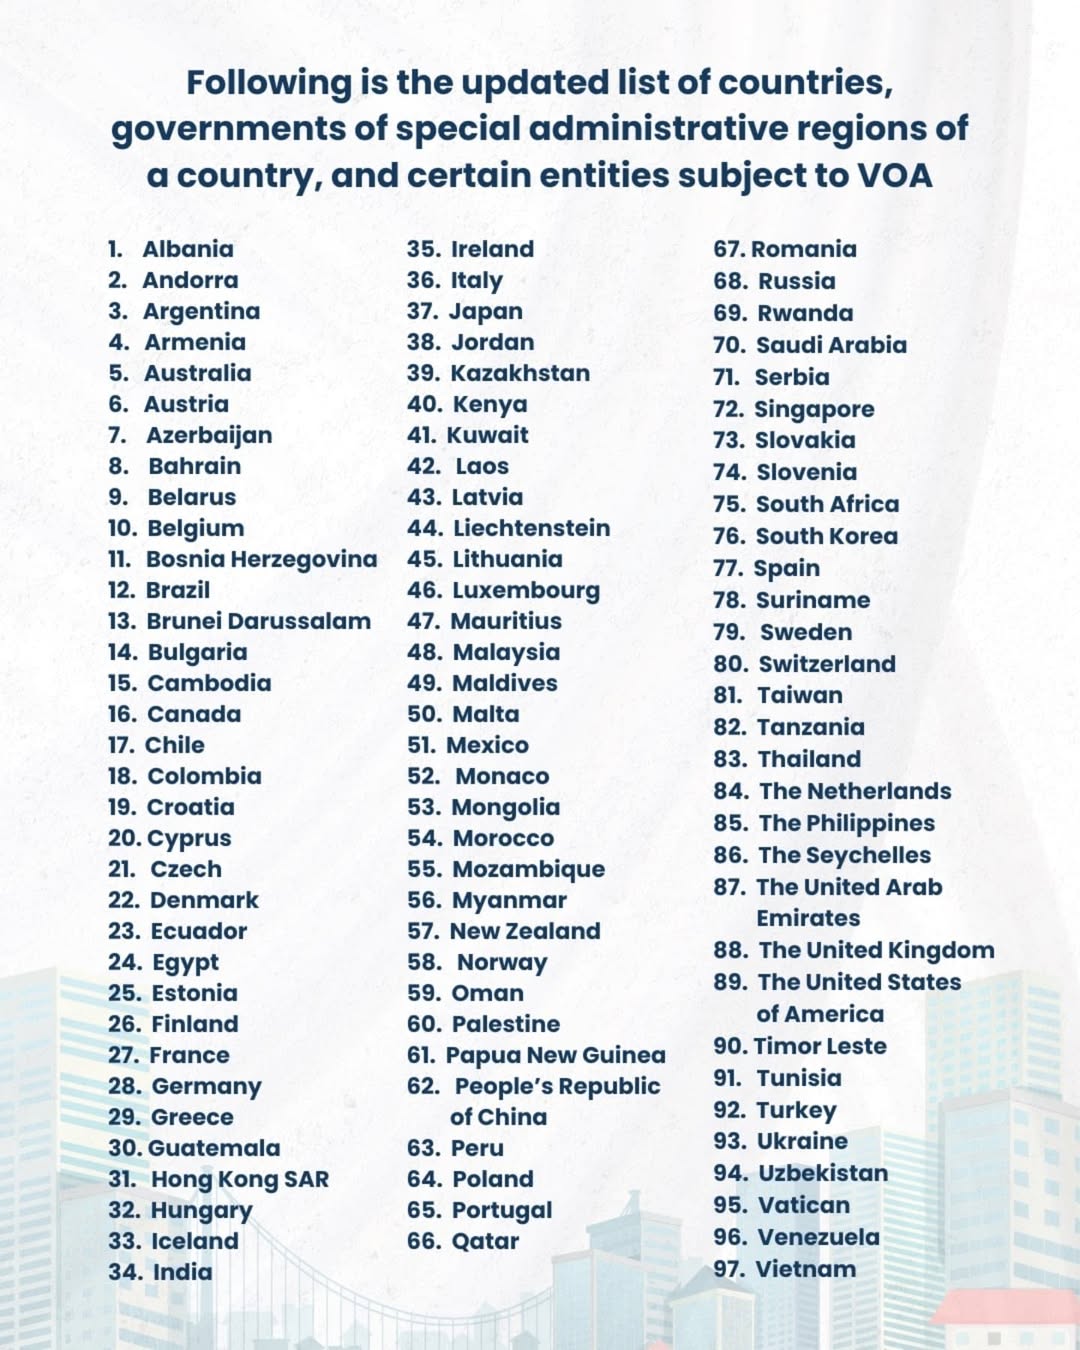 Following is the updated list of countries,
governments of special administrative regions of
a country, and certain entities subject to VOA
1. Albania
2. Andorra
3. Argentina
4. Armenia
5. Australia
6. Austria
7. Azerbaijan
8. Bahrain
9. Belarus
10. Belgium
11. Bosnia Herzegovina
12. Brazil
13. Brunei Darussalam
14. Bulgaria
15. Cambodia
16. Canada
17. Chile
18. Colombia
19. Croatia
20. Cyprus
21. Czech
22. Denmark
23. Ecuador
24. Egypt
25. Estonia
26. Finland
27. France
28. Germany
29. Greece
30. Guatemala
31. Hong Kong SAR
32. Hungary
33. Iceland
34. India
35. Ireland
36. Italy
37. Japan
38. Jordan
39. Kazakhstan
40. Kenya
41. Kuwait
42. Laos
43. Latvia
44. Liechtenstein
45. Lithuania
46. Luxembourg
47. Mauritius
48. Malaysia
49. Maldives
50. Malta
51. Mexico
52. Monaco
53. Mongolia
54. Morocco
55. Mozambique
56. Myanmar
57. New Zealand
58. Norway
59. Oman
60. Palestine
61. Papua New Guinea
62. People's Republic
of China
63. Peru
64. Poland
65. Portugal
66. Qatar
67. Romania
68. Russia
69. Rwanda
70. Saudi Arabia
71. Serbia
72. Singapore
73. Slovakia
74. Slovenia
75. South Africa
76. South Korea
77. Spain
78. Suriname
79. Sweden
80. Switzerland
81. Taiwan
82. Tanzania
83. Thailand
84. The Netherlands
85. The Philippines
86. The Seychelles
87. The United Arab
Emirates
88. The United Kingdom
89. The United States
of America
90. Timor Leste
91. Tunisia
92. Turkey
93. Ukraine
94. Uzbekistan
95. Vatican
96. Venezuela
97. Vietnam